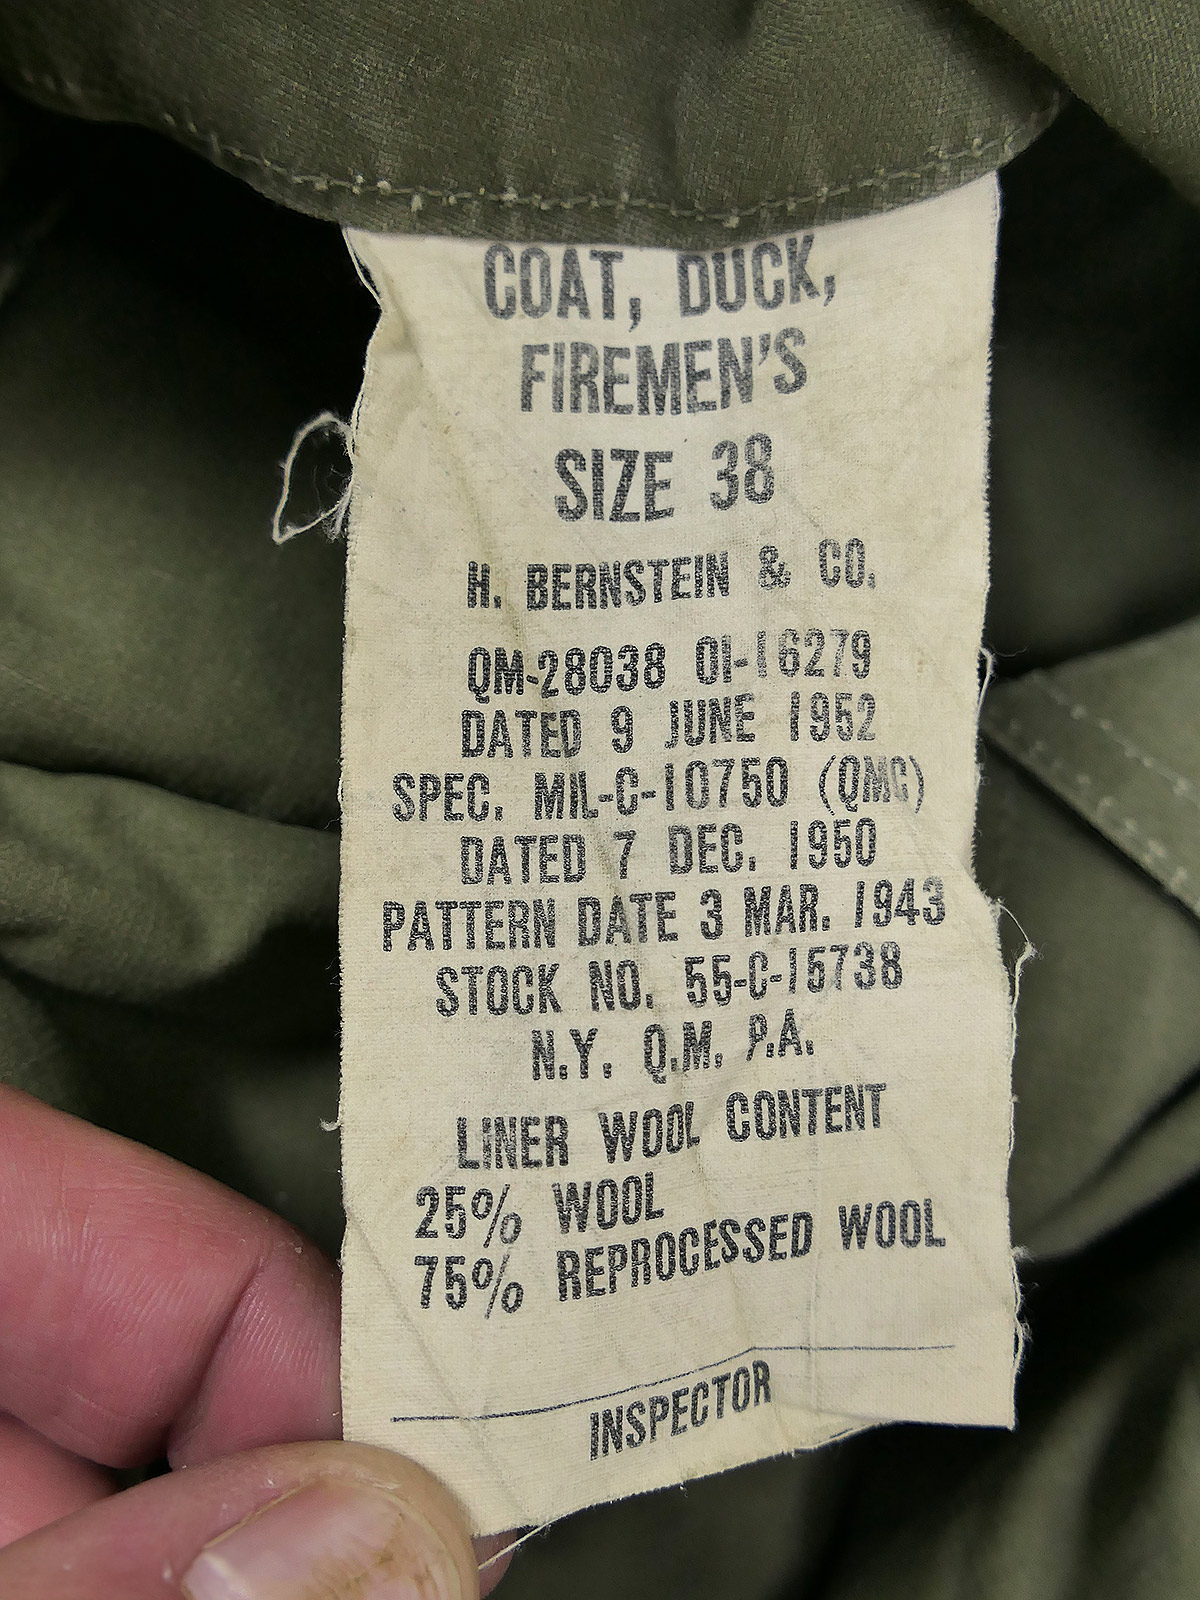 COAT, DUCK,
FIREMEN'S
SIZE 38
H. BERNSTEIN & CO.
QM-28038 OI-16279
DATED 9 JUNE 1952
SPEC. MIL-C-10750 (QMC)
DATED 7 DEC. 1950
PATTERN DATE 3 MAR. 1943
STOCK NO. 55-C-15738
N.Y. Q.M. P.A.
LINER WOOL CONTENT
25% WOOL
75% REPROCESSED WOOL
INSPECTOR